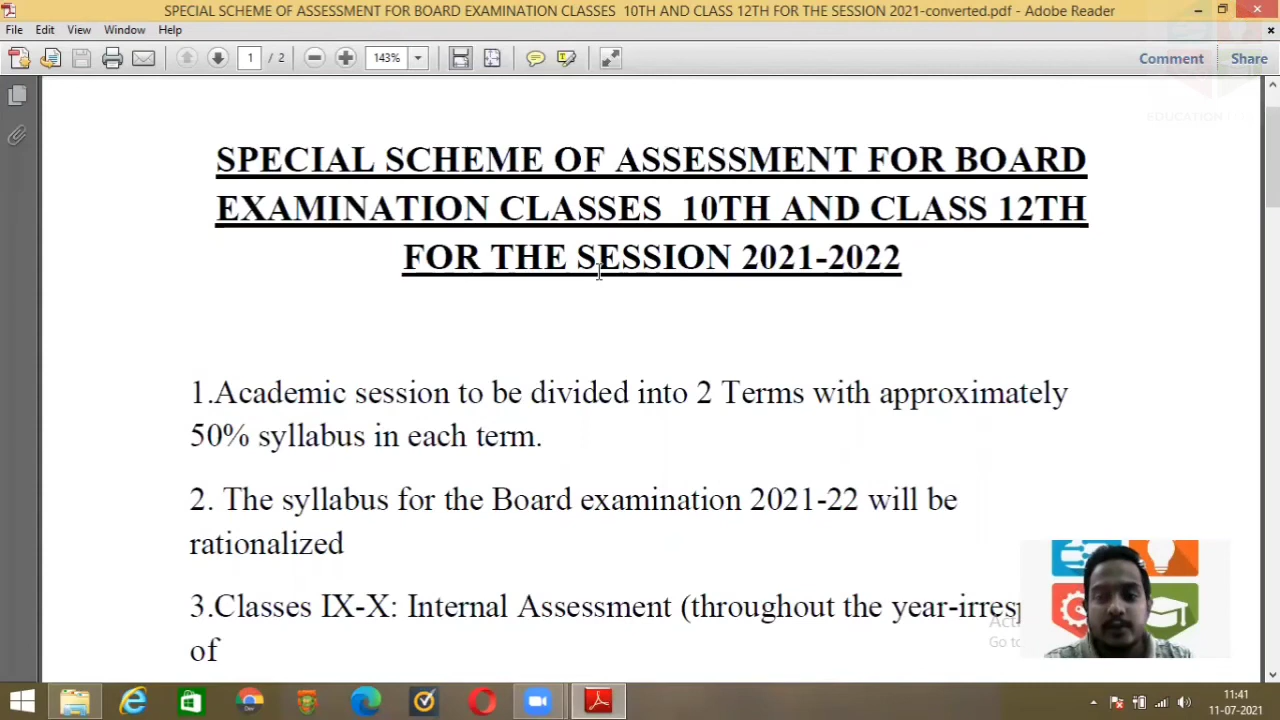 SPECIAL SCHEME OF ASSESSMENT FOR BOARD EXAMINATION CLASSES  10TH AND CLASS 12TH FOR THE SESSION 2021-converted.pdf - Adobe Reader
File Edit View Window Help
1 / 2 143% Comment Share
EDUCATION
SPECIAL SCHEME OF ASSESSMENT FOR BOARD
EXAMINATION CLASSES  10TH AND CLASS 12TH
FOR THE SESSION 2021-2022
1.Academic session to be divided into 2 Terms with approximately
50% syllabus in each term.
2. The syllabus for the Board examination 2021-22 will be
rationalized
3.Classes IX-X: Internal Assessment (throughout the year-irresp
of
Go to
11:41
11-07-2021